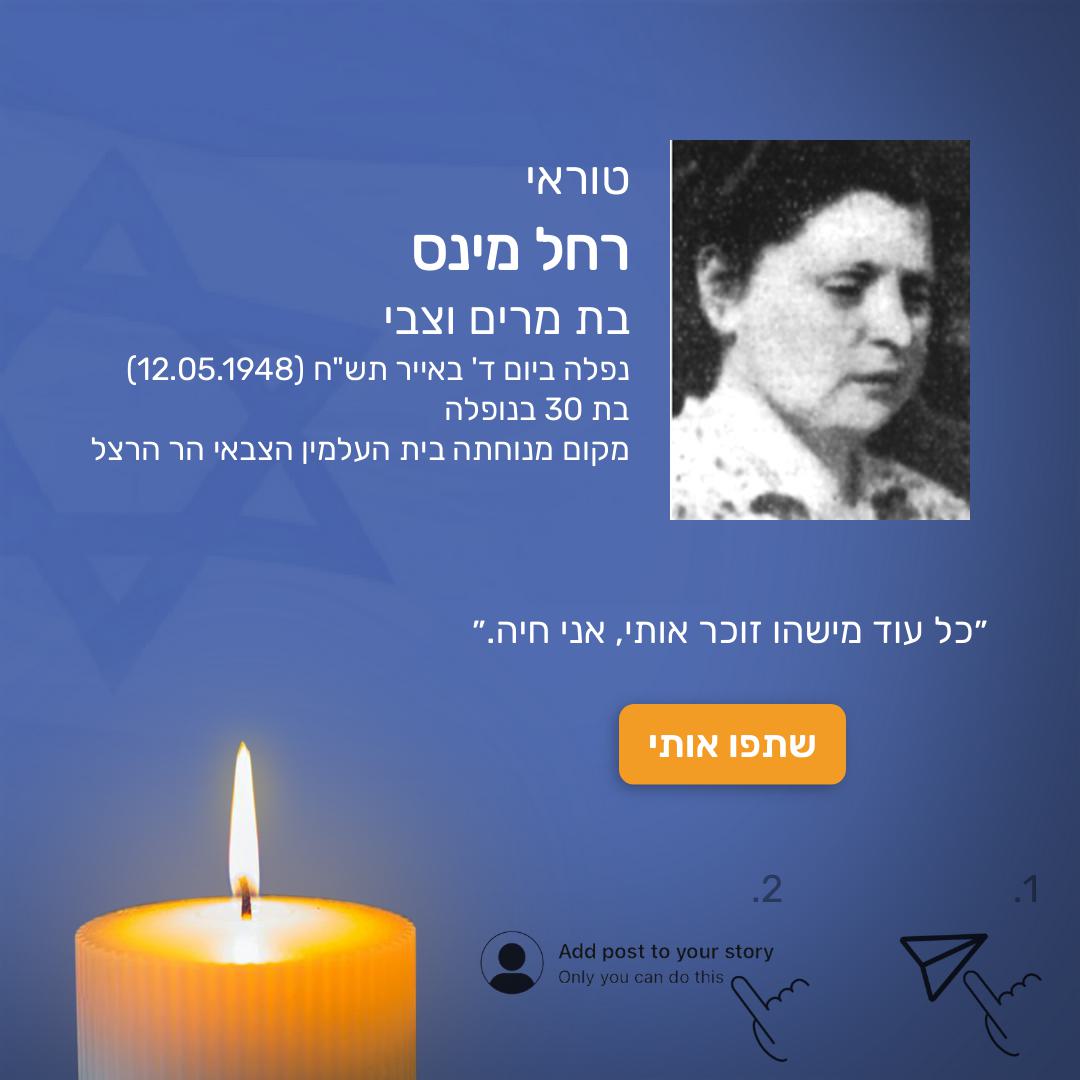 טוראי
רחל מינס
בת מרים וצבי
נפלה ביום ד' באייר תש"ח (12.05.1948)
בת 30 בנופלה
מקום מנוחתה בית העלמין הצבאי הר הרצל
״כל עוד מישהו זוכר אותי, אני חיה.״
שתפו אותי
1.
2.
Add post to your story
Only you can do this